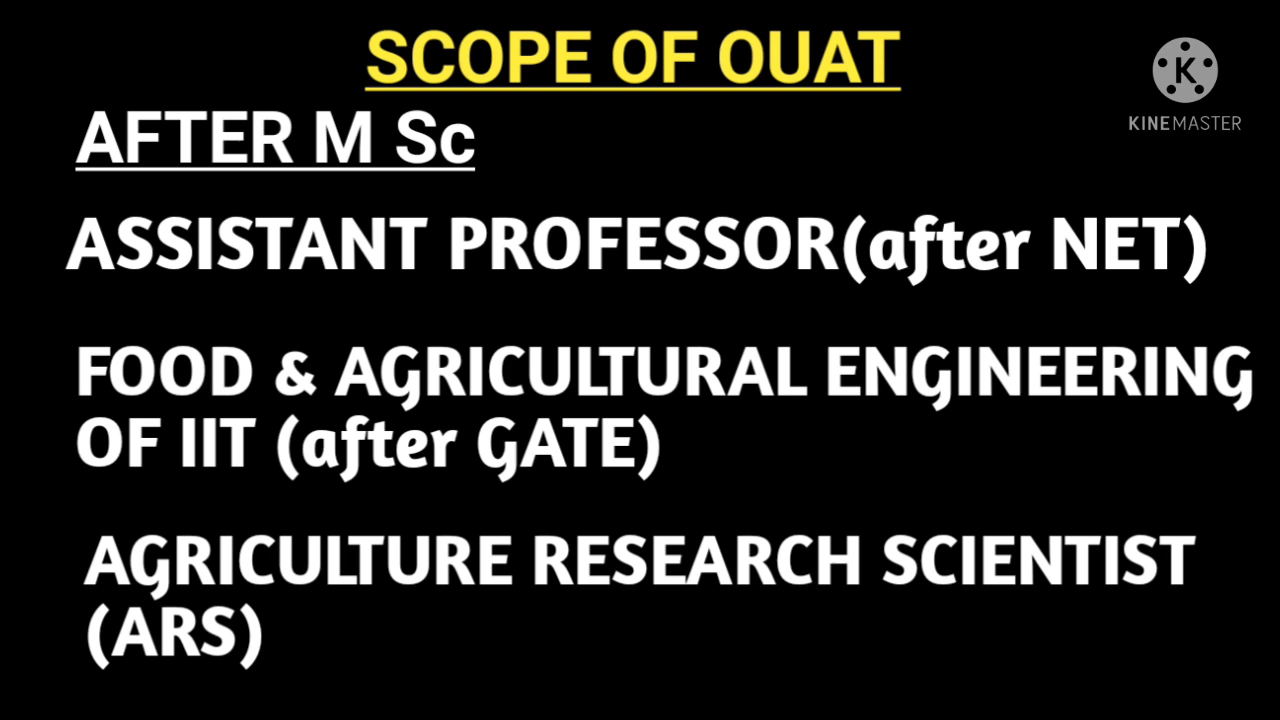 SCOPE OF OUAT
K
KINEMASTER
AFTER M Sc
ASSISTANT PROFESSOR(after NET)
FOOD & AGRICULTURAL ENGINEERING
OF IIT (after GATE)
AGRICULTURE RESEARCH SCIENTIST
(ARS)